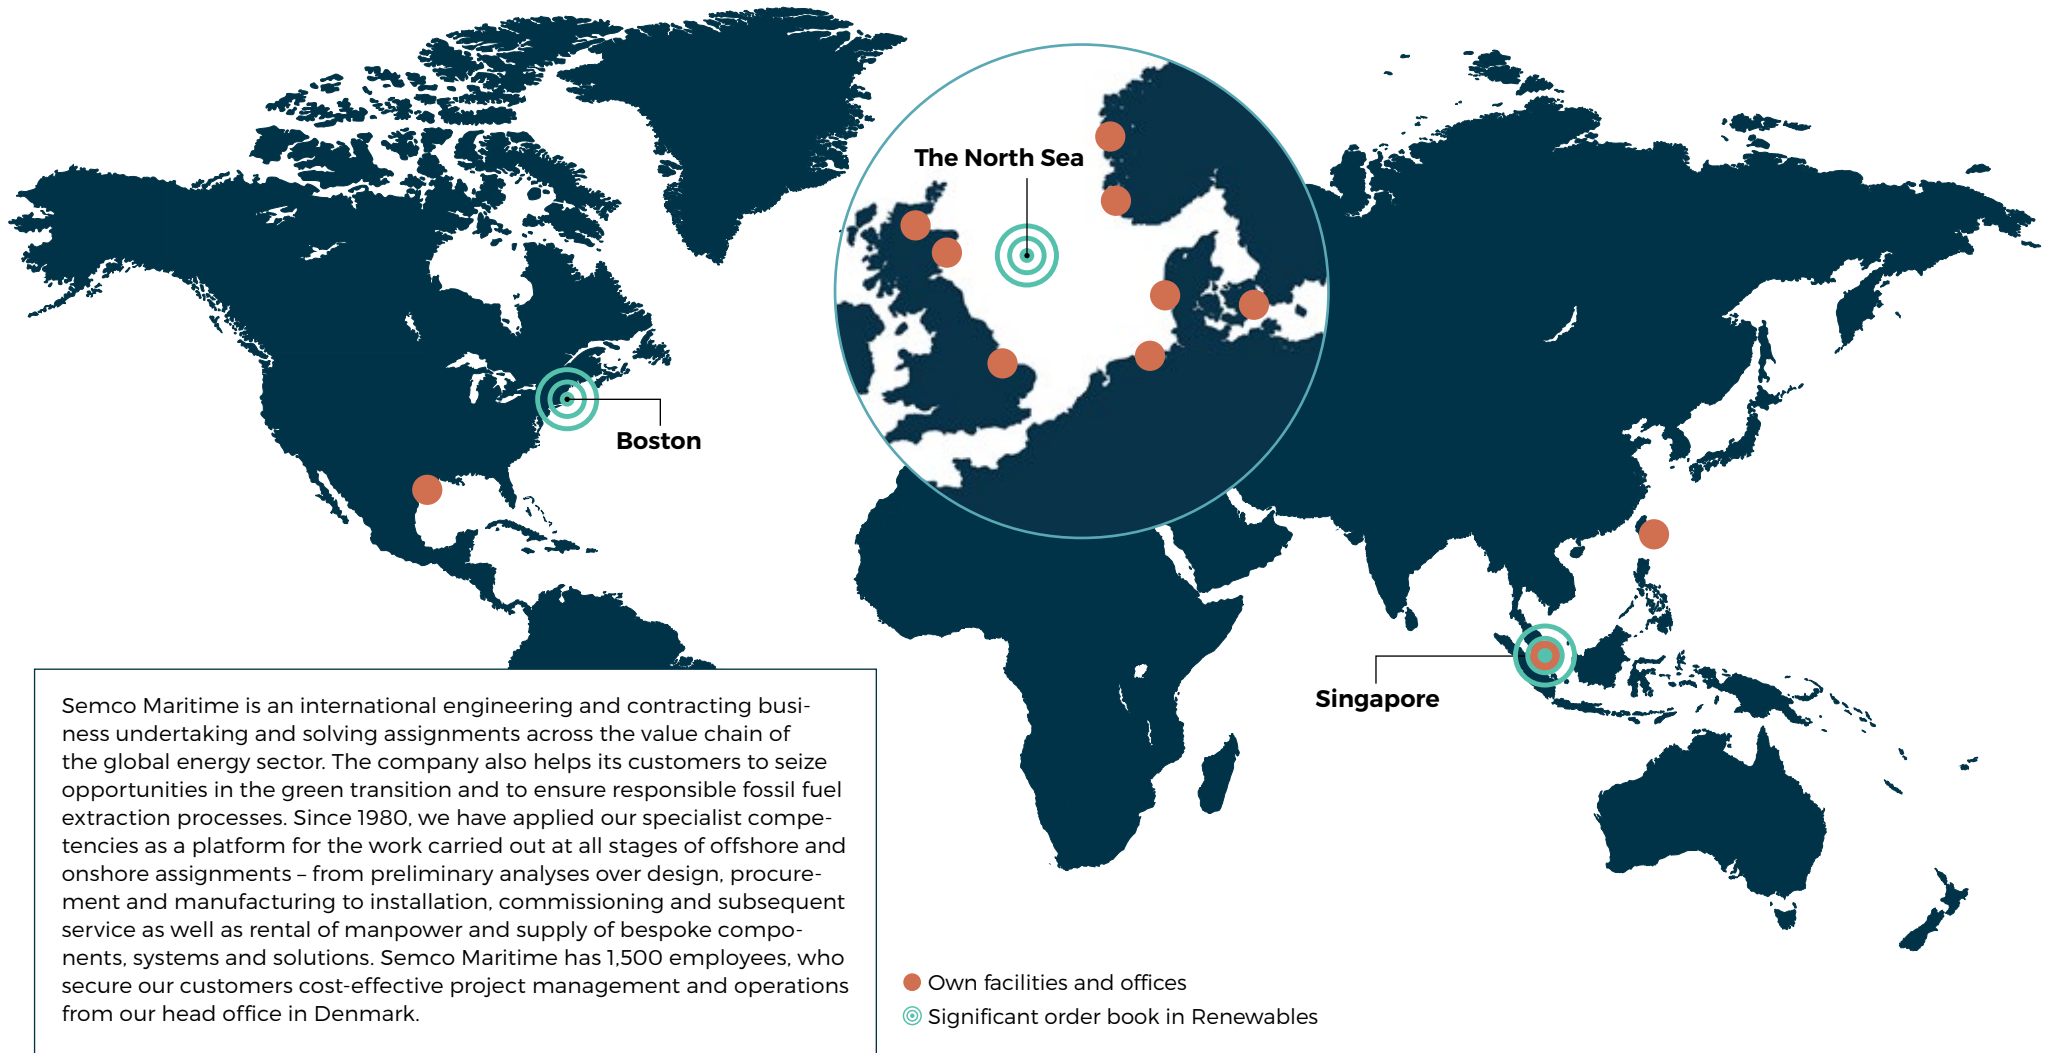 The North Sea
Boston
Singapore
Semco Maritime is an international engineering and contracting busi-
ness undertaking and solving assignments across the value chain of
the global energy sector. The company also helps its customers to seize
opportunities in the green transition and to ensure responsible fossil fuel
extraction processes. Since 1980, we have applied our specialist compe-
tencies as a platform for the work carried out at all stages of offshore and
onshore assignments – from preliminary analyses over design, procure-
ment and manufacturing to installation, commissioning and subsequent
service as well as rental of manpower and supply of bespoke compo-
nents, systems and solutions. Semco Maritime has 1,500 employees, who
secure our customers cost-effective project management and operations
from our head office in Denmark.
Own facilities and offices
Significant order book in Renewables